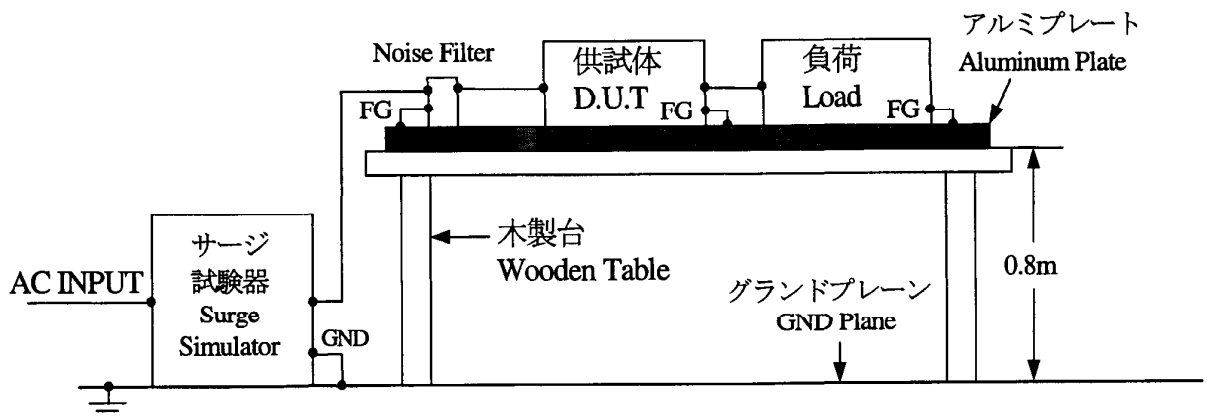 アルミプレート
Aluminum Plate
Noise Filter
供試体
D.U.T
負荷
Load
FG
FG
FG
サージ
試験器
Surge
Simulator
AC INPUT
GND
木製台
Wooden Table
グランドプレーン
GND Plane
0.8m